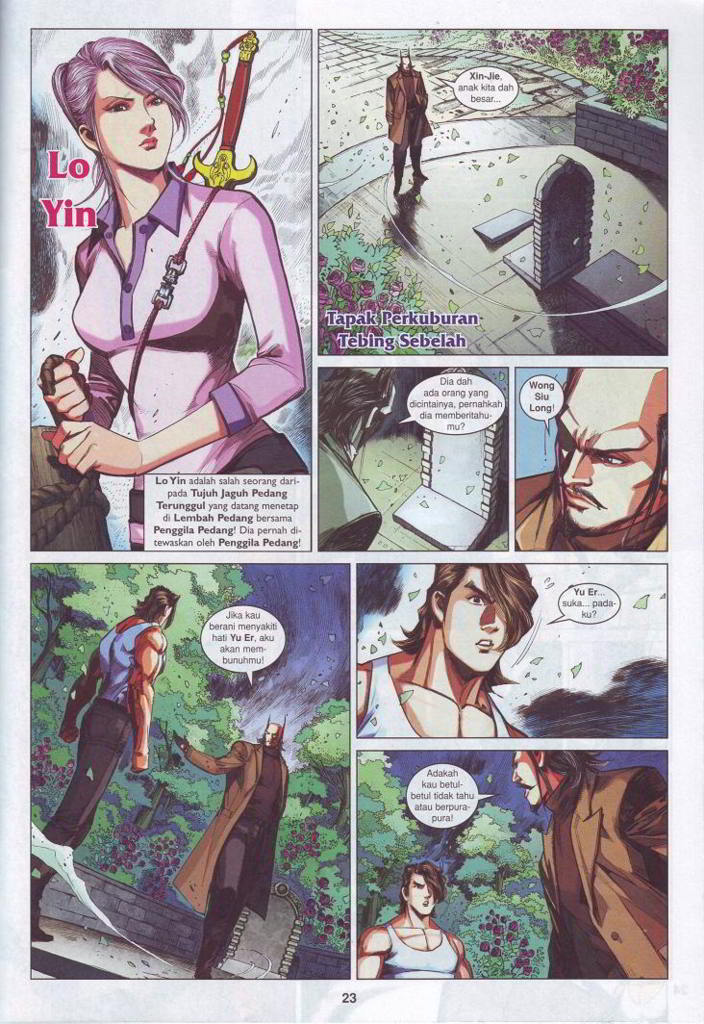 Lo
Yin
Lo Yin adalah salah seorang dari-
pada Tujuh Jaguh Pedang
Terunggul yang datang menetap
di Lembah Pedang bersama
Penggila Pedang! Dia pernah di-
tewaskan oleh Penggila Pedang!
Xin-Jie,
anak kita dah
besar...
Tapak Perkuburan
Tebing Sebelah
Dia dah
ada orang yang
dicintainya, pernahkah
dia memberitahu-
mu?
Wong
Siu
Long!
Jika kau
berani menyakiti
hati Yu Er, aku
akan mem-
bunuhmu!
Yu Er...
suka... pada-
ku?
Adakah
kau betul-
betul tidak tahu
atau berpura-
pura!
23